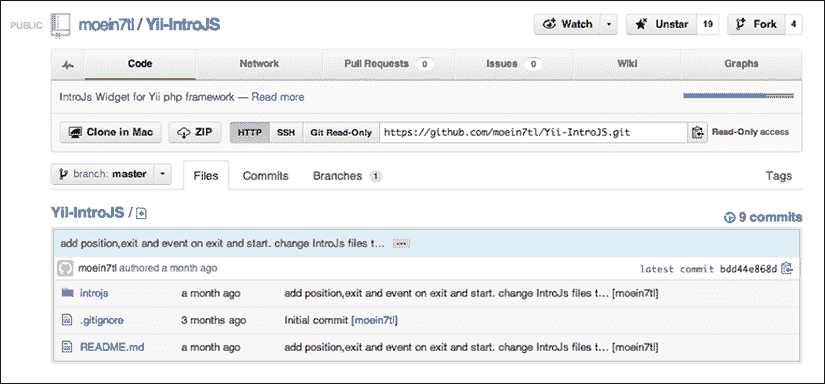 PUBLIC moein7tl / Yii-IntroJS Watch Unstar 19 Fork 4
Code Network Pull Requests 0 Issues 0 Wiki Graphs
IntroJs Widget for Yii php framework — Read more
Clone in Mac ZIP HTTP SSH Git Read-Only https://github.com/moein7tl/Yii-IntroJS.git Read-Only access
branch: master Files Commits Branches 1 Tags
Yii-IntroJS / 9 commits
add position,exit and event on exit and start. change IntroJs files t...
moein7tl authored a month ago latest commit bdd44e868d
introjs a month ago add position,exit and event on exit and start. change IntroJs files t... [moein7tl]
.gitignore 3 months ago Initial commit [moein7tl]
README.md a month ago add position,exit and event on exit and start. change IntroJs files t... [moein7tl]